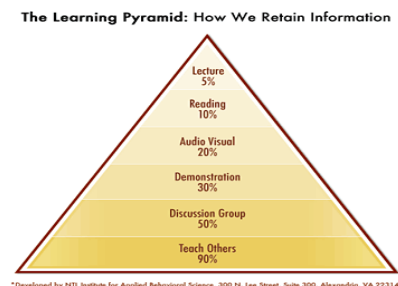 The Learning Pyramid: How We Retain Information
Lecture
5%
Reading
10%
Audio Visual
20%
Demonstration
30%
Discussion Group
50%
Teach Others
90%
*Developed by NTL Institute for Applied Behavioral Science, 300 N. Lee Street, Suite 300, Alexandria, VA 22314